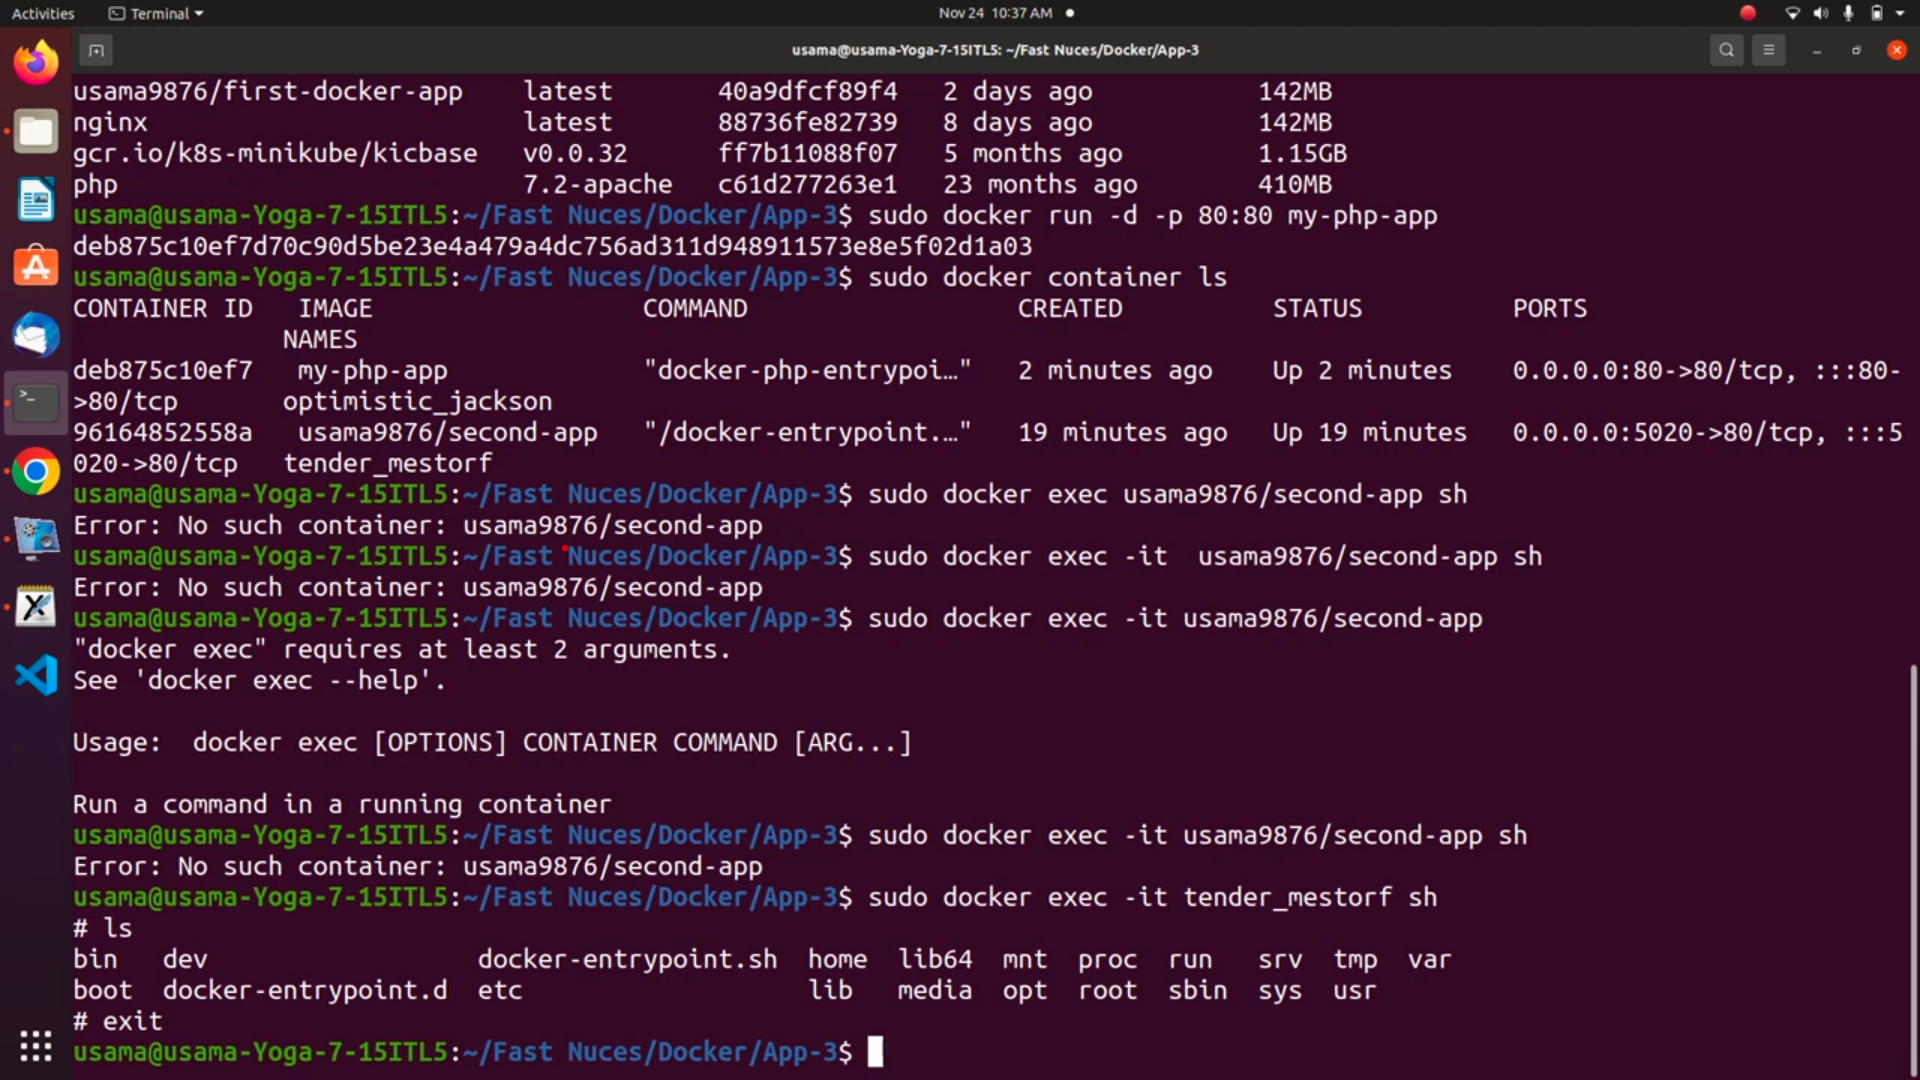 Activities Terminal Nov 24 10:37 AM
usama@usama-Yoga-7-15ITL5: ~/Fast Nuces/Docker/App-3
usama9876/first-docker-app latest 40a9dfcf89f4 2 days ago 142MB
nginx latest 88736fe82739 8 days ago 142MB
gcr.io/k8s-minikube/kicbase v0.0.32 ff7b11088f07 5 months ago 1.15GB
php 7.2-apache c61d277263e1 23 months ago 410MB
usama@usama-Yoga-7-15ITL5:~/Fast Nuces/Docker/App-3$ sudo docker run -d -p 80:80 my-php-app
deb875c10ef7d70c90d5be23e4a479a4dc756ad311d948911573e8e5f02d1a03
usama@usama-Yoga-7-15ITL5:~/Fast Nuces/Docker/App-3$ sudo docker container ls
CONTAINER ID IMAGE COMMAND CREATED STATUS PORTS
NAMES
deb875c10ef7 my-php-app "docker-php-entrypoi…" 2 minutes ago Up 2 minutes 0.0.0.0:80->80/tcp, :::80-
>80/tcp optimistic_jackson
96164852558a usama9876/second-app "/docker-entrypoint.…" 19 minutes ago Up 19 minutes 0.0.0.0:5020->80/tcp, :::5
020->80/tcp tender_mestorf
usama@usama-Yoga-7-15ITL5:~/Fast Nuces/Docker/App-3$ sudo docker exec usama9876/second-app sh
Error: No such container: usama9876/second-app
usama@usama-Yoga-7-15ITL5:~/Fast Nuces/Docker/App-3$ sudo docker exec -it  usama9876/second-app sh
Error: No such container: usama9876/second-app
usama@usama-Yoga-7-15ITL5:~/Fast Nuces/Docker/App-3$ sudo docker exec -it usama9876/second-app
"docker exec" requires at least 2 arguments.
See 'docker exec --help'.
Usage:  docker exec [OPTIONS] CONTAINER COMMAND [ARG...]
Run a command in a running container
usama@usama-Yoga-7-15ITL5:~/Fast Nuces/Docker/App-3$ sudo docker exec -it usama9876/second-app sh
Error: No such container: usama9876/second-app
usama@usama-Yoga-7-15ITL5:~/Fast Nuces/Docker/App-3$ sudo docker exec -it tender_mestorf sh
# ls
bin dev docker-entrypoint.sh home lib64 mnt proc run srv tmp var
boot docker-entrypoint.d etc lib media opt root sbin sys usr
# exit
usama@usama-Yoga-7-15ITL5:~/Fast Nuces/Docker/App-3$